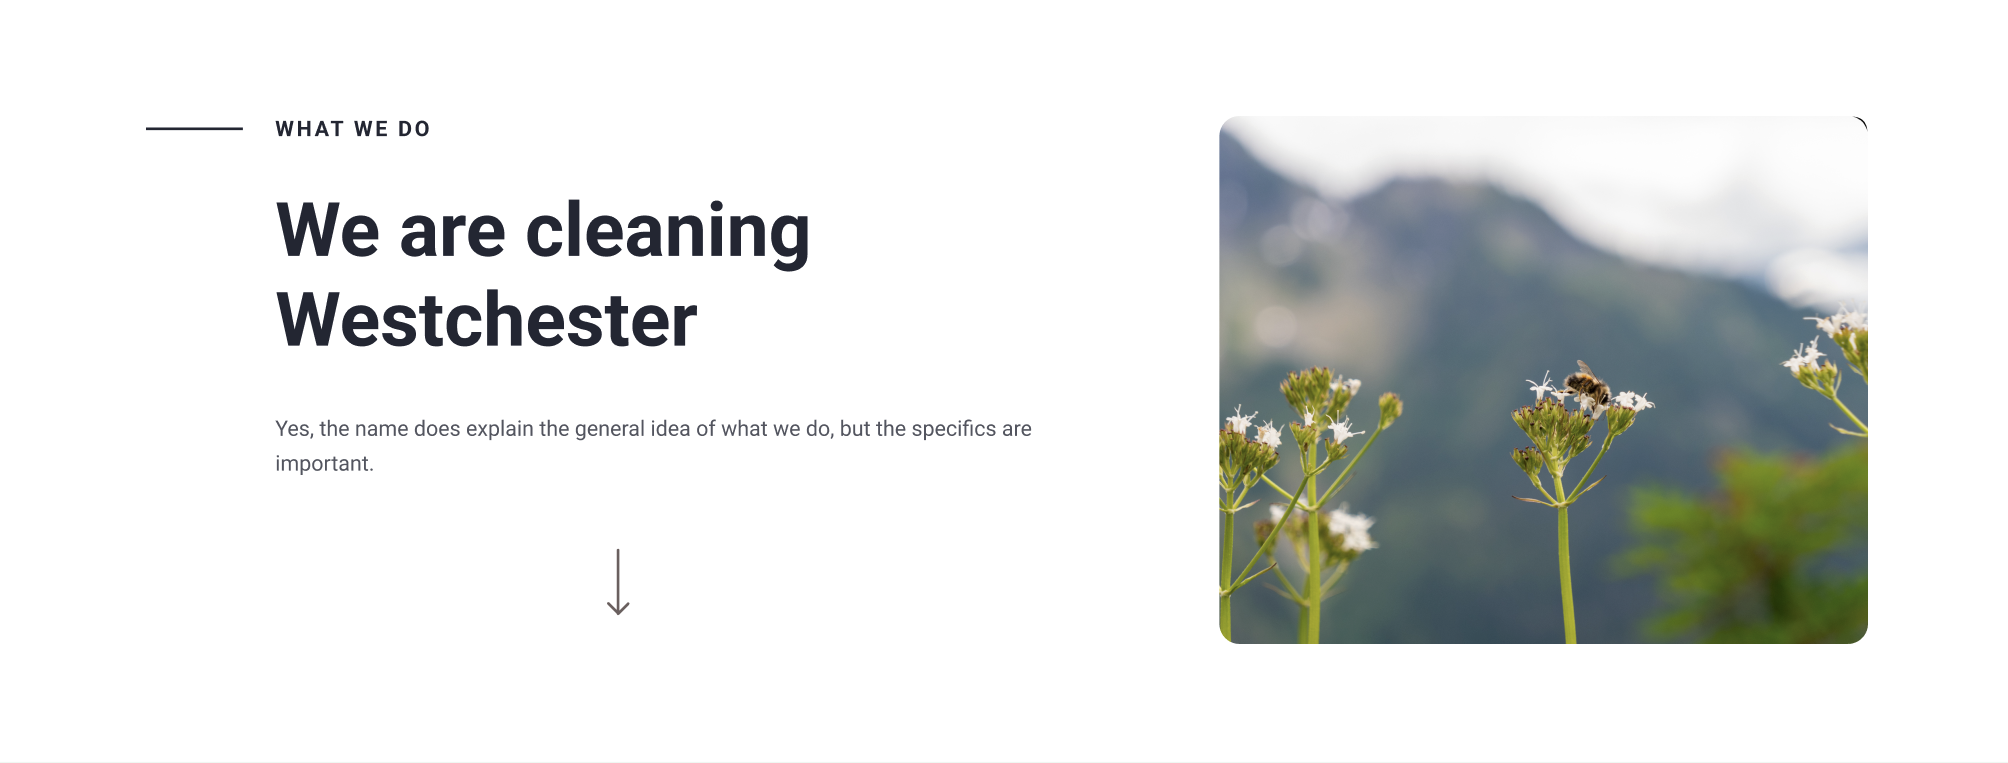 WHAT WE DO
We are cleaning
Westchester
Yes, the name does explain the general idea of what we do, but the specifics are
important.